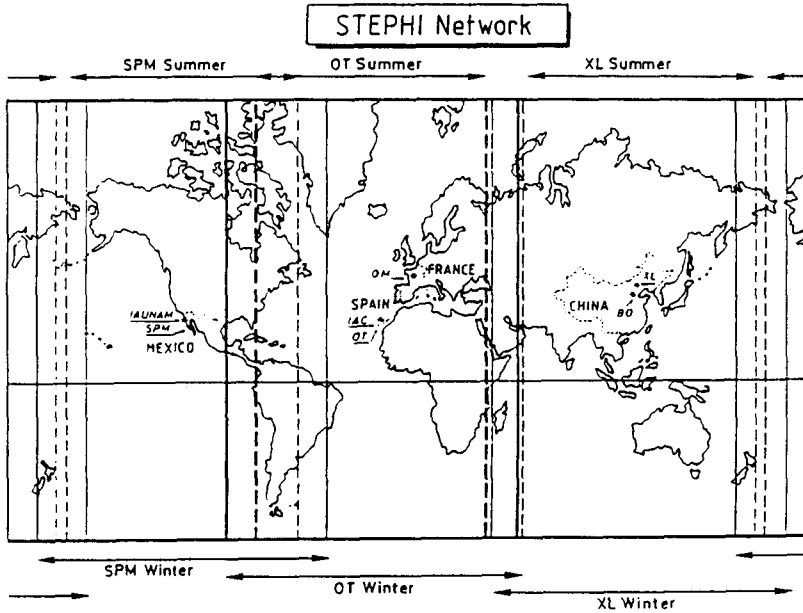 STEPHI Network
SPM Summer
OT Summer
XL Summer
OM
FRANCE
XL
SPAIN
CHINA
BO
IAUNAM
IAC
SPM
OT
MEXICO
SPM Winter
OT Winter
XL Winter